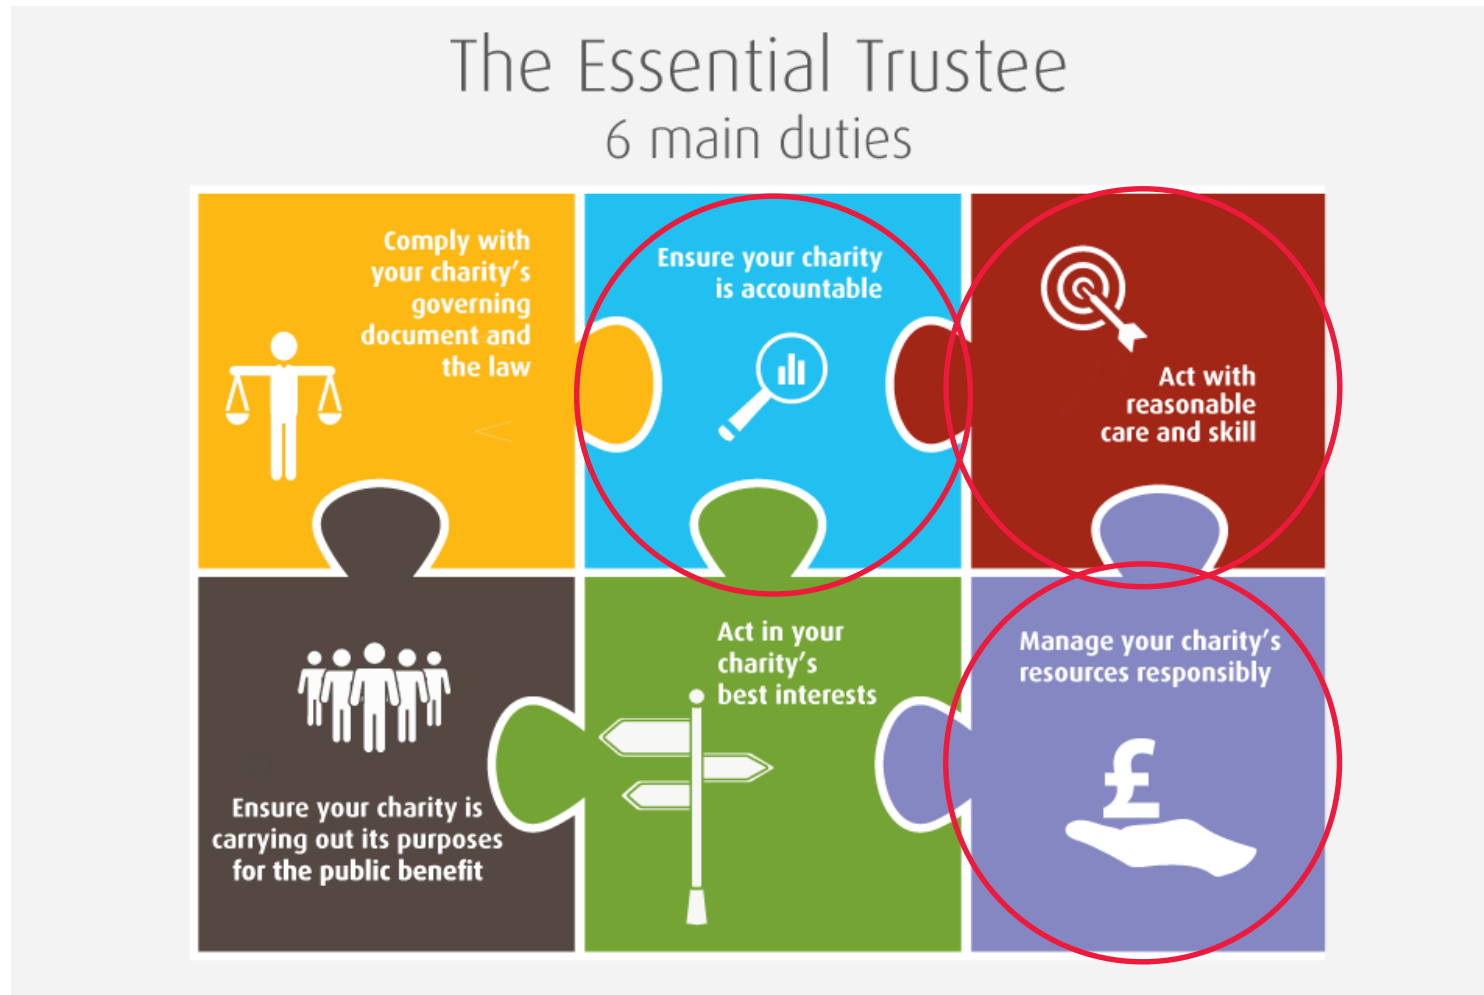 The Essential Trustee
6 main duties
Comply with
your charity's
governing
document and
the law
Ensure your charity
is accountable
Act with
reasonable
care and skill
Ensure your charity is
carrying out its purposes
for the public benefit
Act in your
charity's
best interests
Manage your charity's
resources responsibly
£